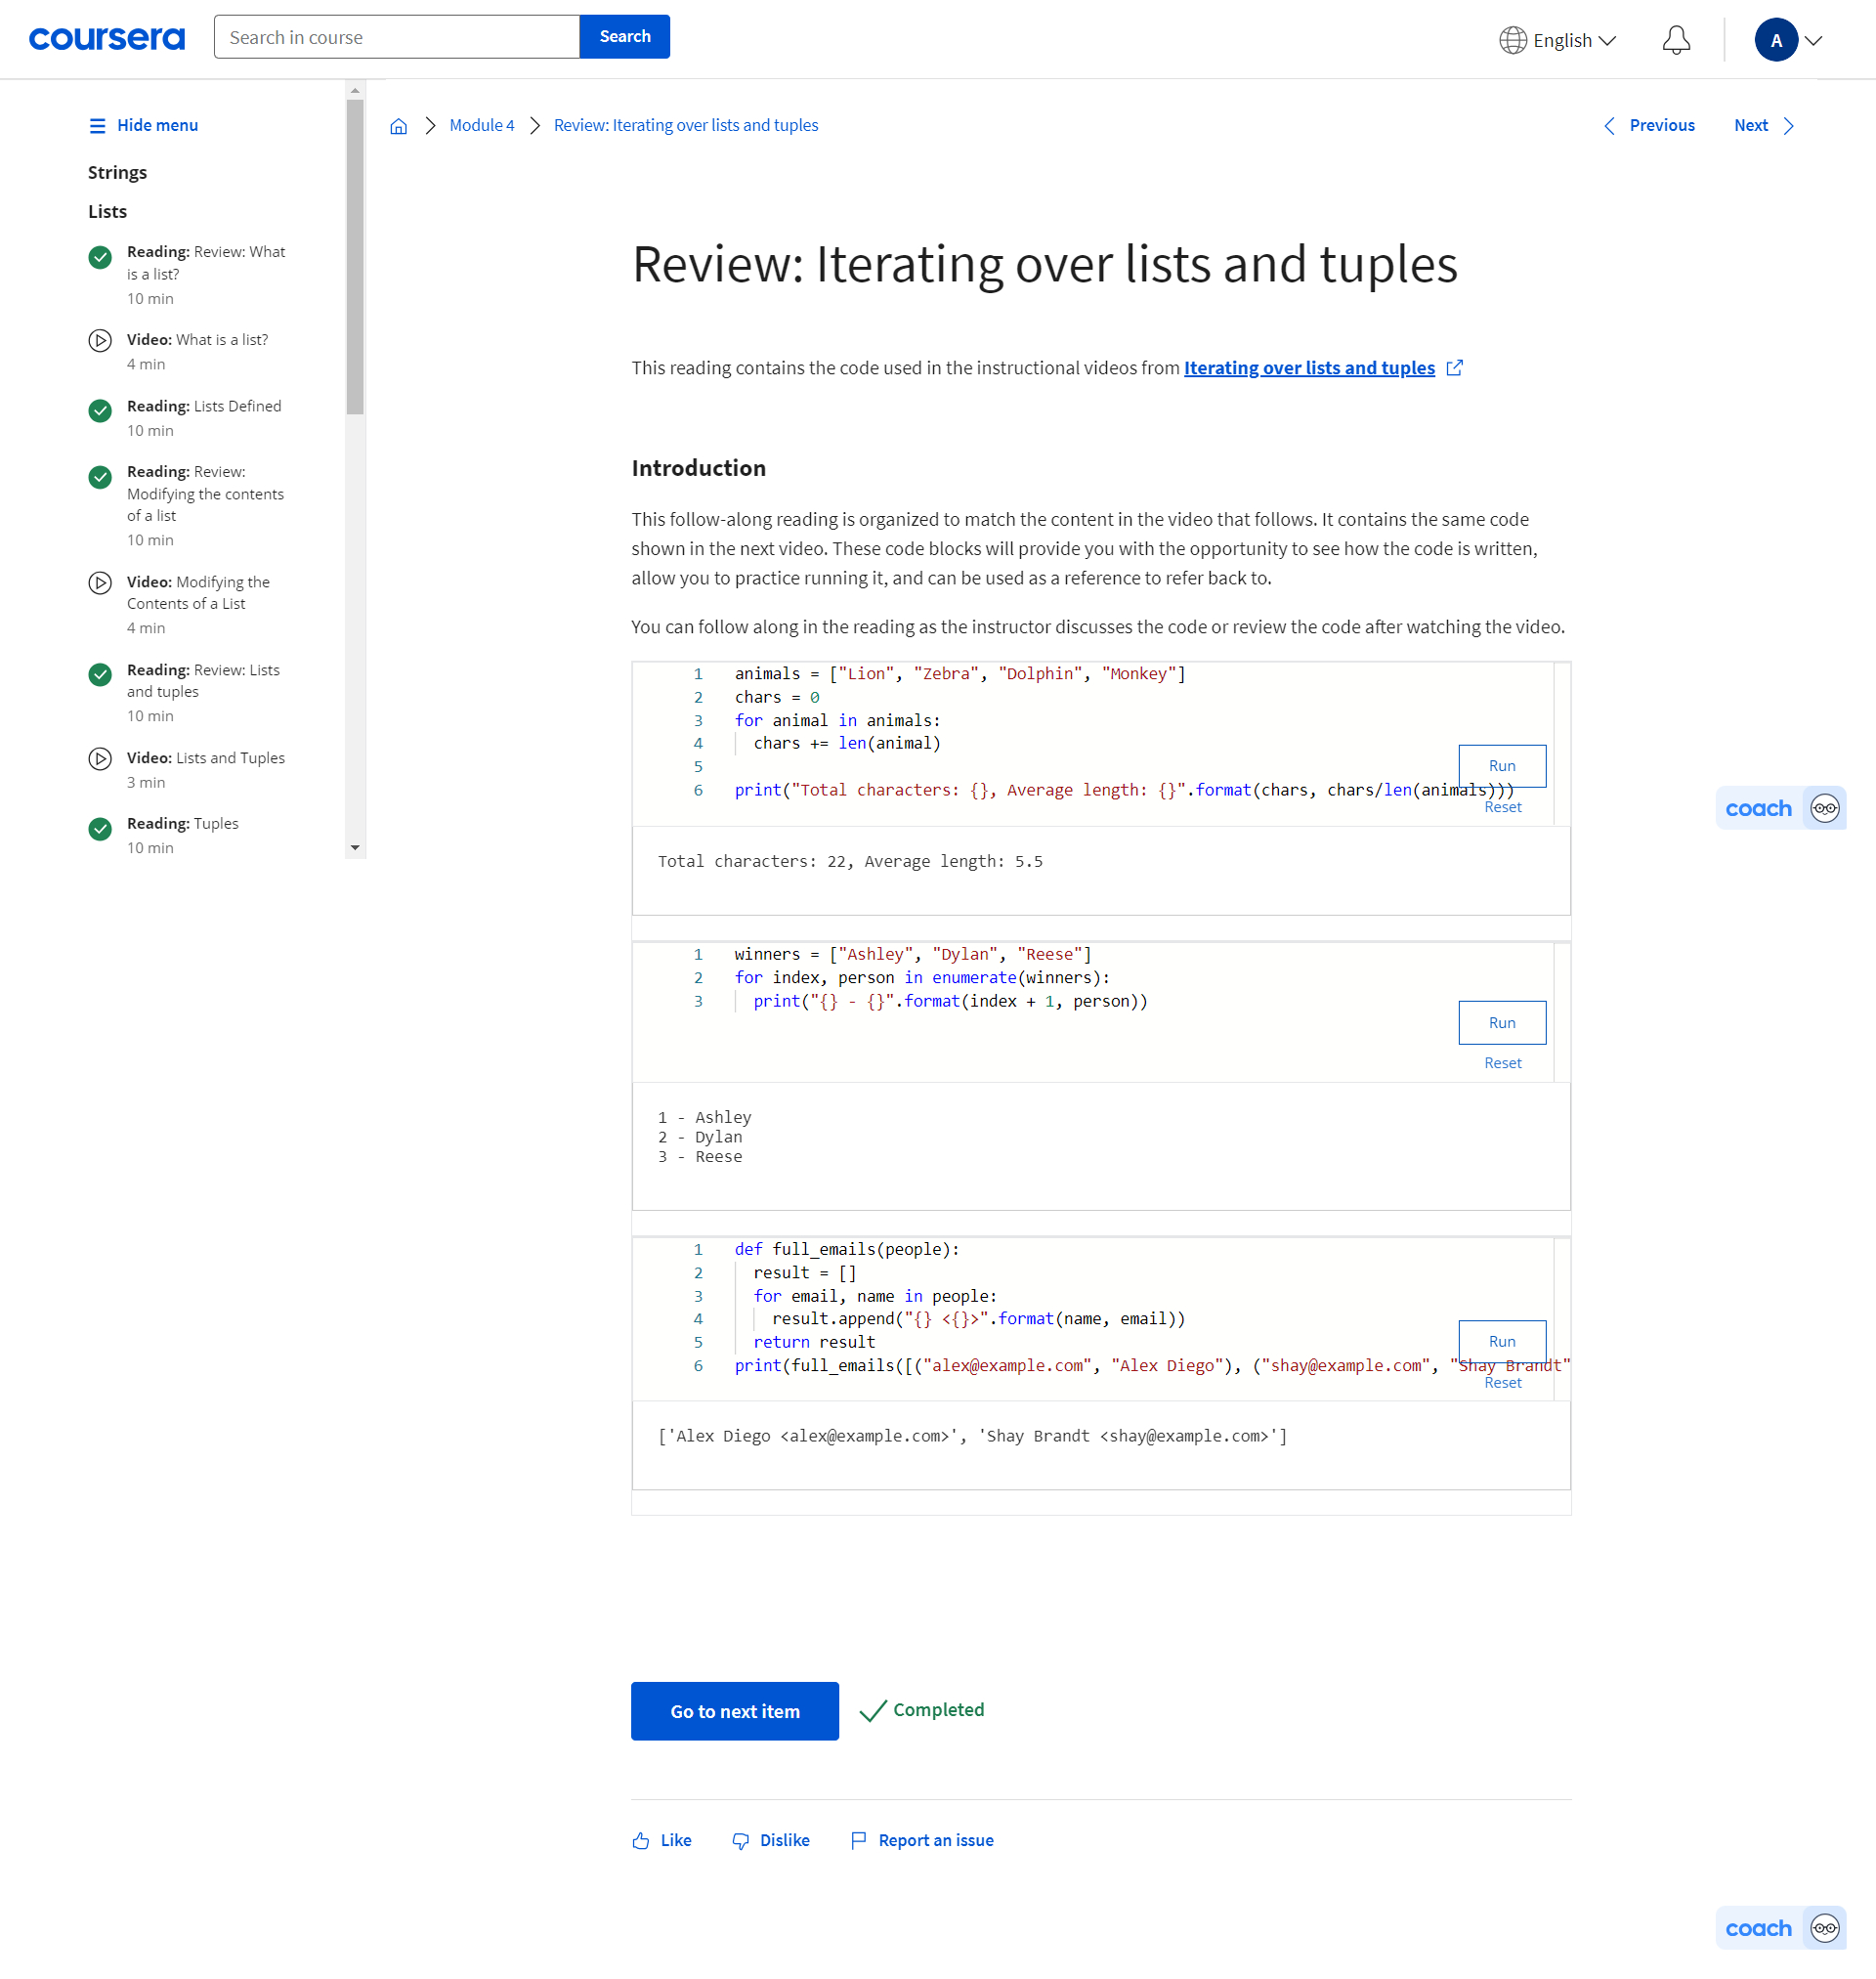 coursera
Search in course
Search
English
A
Hide menu
Strings
Lists
Reading: Review: What
is a list?
10 min
Video: What is a list?
4 min
Reading: Lists Defined
10 min
Reading: Review:
Modifying the contents
of a list
10 min
Video: Modifying the
Contents of a List
4 min
Reading: Review: Lists
and tuples
10 min
Video: Lists and Tuples
3 min
Reading: Tuples
10 min
Module 4
Review: Iterating over lists and tuples
Previous
Next
Review: Iterating over lists and tuples
This reading contains the code used in the instructional videos from Iterating over lists and tuples
Introduction
This follow-along reading is organized to match the content in the video that follows. It contains the same code
shown in the next video. These code blocks will provide you with the opportunity to see how the code is written,
allow you to practice running it, and can be used as a reference to refer back to.
You can follow along in the reading as the instructor discusses the code or review the code after watching the video.
1 animals = ["Lion", "Zebra", "Dolphin", "Monkey"]
2 chars = 0
3 for animal in animals:
4 chars += len(animal)
5
6 print("Total characters: {}, Average length: {}".format(chars, chars/len(animals)))
Run
Reset
Total characters: 22, Average length: 5.5
1 winners = ["Ashley", "Dylan", "Reese"]
2 for index, person in enumerate(winners):
3 print("{} - {}".format(index + 1, person))
Run
Reset
1 - Ashley
2 - Dylan
3 - Reese
1 def full_emails(people):
2 result = []
3 for email, name in people:
4 result.append("{} <{}>".format(name, email))
5 return result
6 print(full_emails([("alex@example.com", "Alex Diego"), ("shay@example.com", "Shay Brandt"
Run
Reset
['Alex Diego <alex@example.com>', 'Shay Brandt <shay@example.com>']
coach
Go to next item
Completed
Like
Dislike
Report an issue
coach